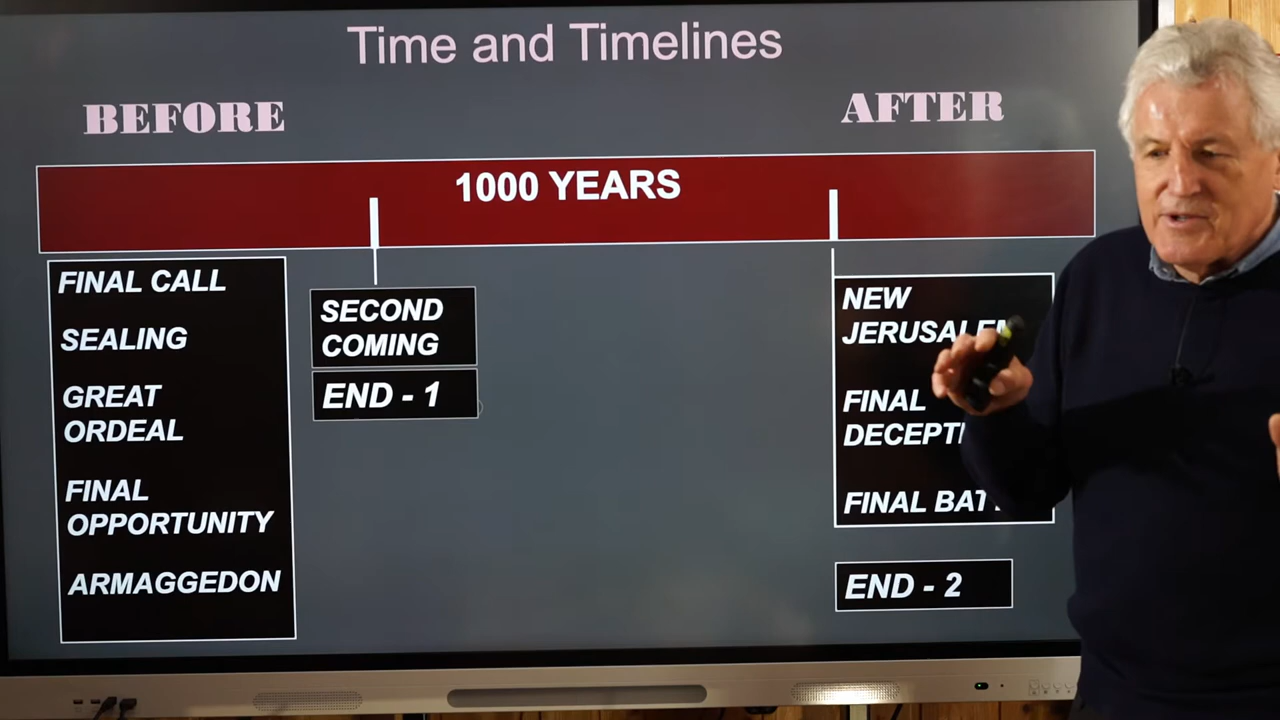 Time and Timelines
BEFORE
AFTER
1000 YEARS
FINAL CALL
SEALING
GREAT
ORDEAL
FINAL
OPPORTUNITY
ARMAGGEDON
SECOND
COMING
END - 1
NEW
FINAL
FINAL
END - 2